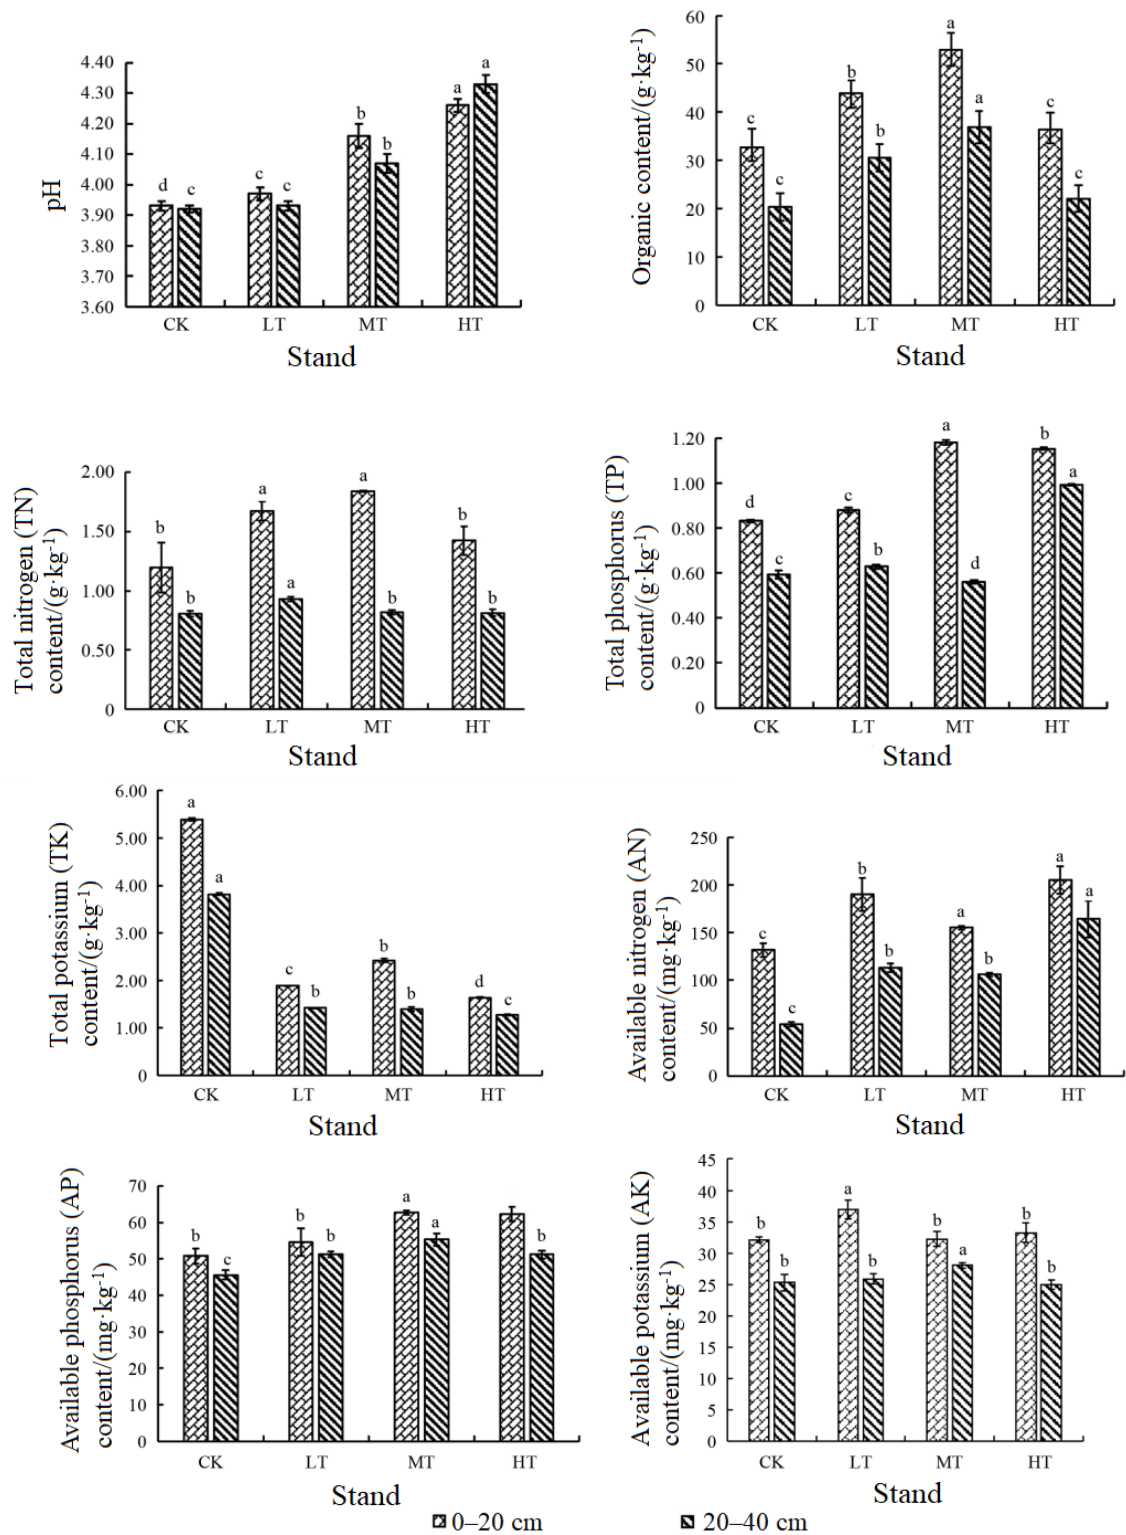 pH
4.40
4.30
4.20
4.10
4.00
3.90
3.80
3.70
3.60
d c c c b b a a
CK LT MT HT
Stand
Organic content/(g·kg-1)
60
50
40
30
20
10
0
c c b b a a c c
CK LT MT HT
Stand
Total nitrogen (TN)
content/(g·kg-1)
2.00
1.50
1.00
0.50
0
b b a a a b b b
CK LT MT HT
Stand
Total phosphorus (TP)
content/(g·kg-1)
1.20
1.00
0.80
0.60
0.40
0.20
0
d c c b a d b a
CK LT MT HT
Stand
Total potassium (TK)
content/(g·kg-1)
6.00
5.00
4.00
3.00
2.00
1.00
0
a a c b b b d c
CK LT MT HT
Stand
Available nitrogen (AN)
content/(mg·kg-1)
250
200
150
100
50
0
c c b b a b a a
CK LT MT HT
Stand
Available phosphorus (AP)
content/(mg·kg-1)
70
60
50
40
30
20
10
0
b c b b a a b
CK LT MT HT
Stand
Available potassium (AK)
content/(mg·kg-1)
45
40
35
30
25
20
15
10
5
0
b b a b b a b b
CK LT MT HT
Stand
0–20 cm
20–40 cm